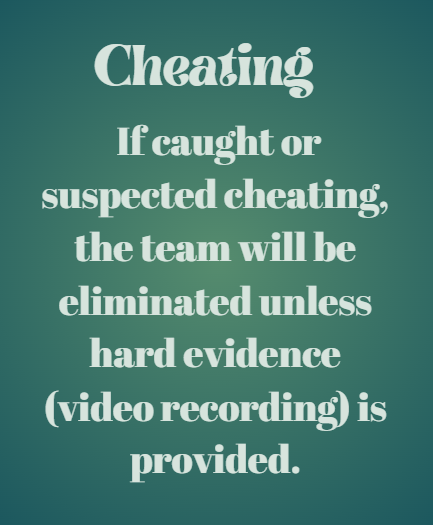 Cheating
If caught or
suspected cheating,
the team will be
eliminated unless
hard evidence
(video recording) is
provided.